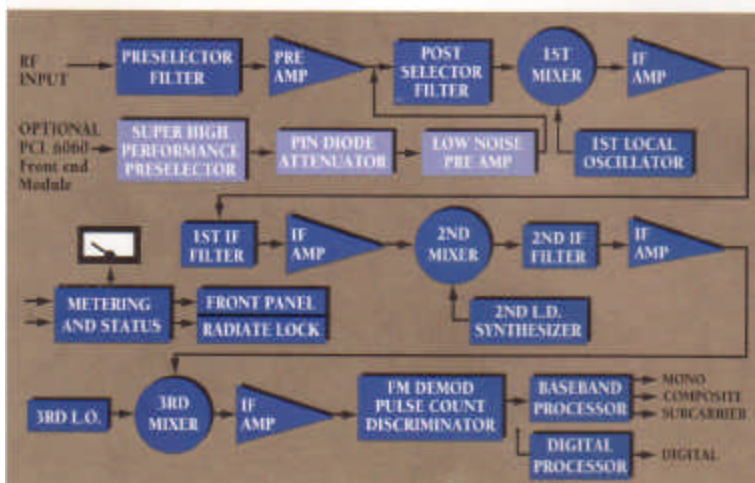 RF
INPUT
PRESELECTOR
FILTER
PRE
AMP
POST
SELECTOR
FILTER
1ST
MIXER
IF
AMP
OPTIONAL
PCL 6060
Front end
Module
SUPER HIGH
PERFORMANCE
PRESELECTOR
PIN DIODE
ATTENUATOR
LOW NOISE
PRE AMP
1ST LOCAL
OSCILLATOR
1ST IF
FILTER
IF
AMP
2ND
MIXER
2ND IF
FILTER
IF
AMP
METERING
AND STATUS
FRONT PANEL
RADIATE LOCK
2ND L.D.
SYNTHESIZER
3RD L.O.
3RD
MIXER
IF
AMP
FM DEMOD
PULSE COUNT
DISCRIMINATOR
BASEBAND
PROCESSOR
MONO
COMPOSITE
SUBCARRIER
DIGITAL
PROCESSOR
DIGITAL